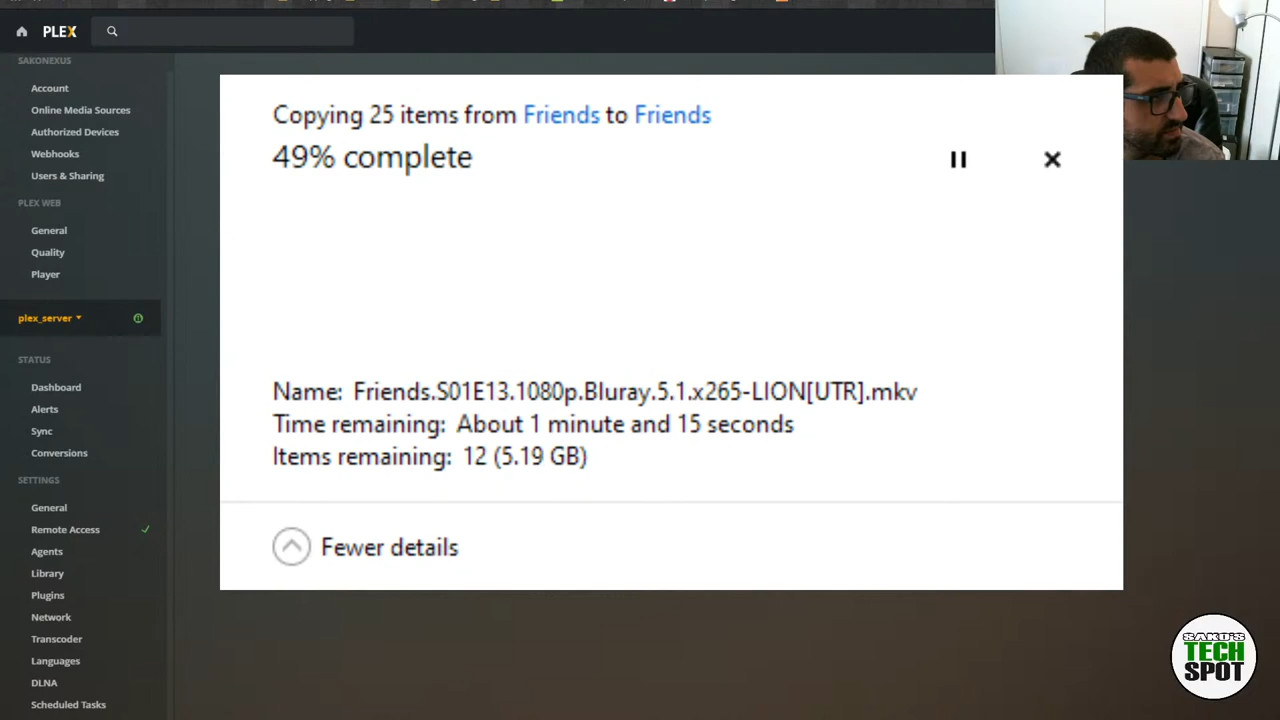 PLEX
SAKONEXUS
Account
Online Media Sources
Authorized Devices
Webhooks
Users & Sharing
PLEX WEB
General
Quality
Player
plex_server
STATUS
Dashboard
Alerts
Sync
Conversions
SETTINGS
General
Remote Access
Agents
Library
Plugins
Network
Transcoder
Languages
DLNA
Scheduled Tasks
Copying 25 items from Friends to Friends
49% complete
Name: Friends.S01E13.1080p.Bluray.5.1.x265-LION[UTR].mkv
Time remaining: About 1 minute and 15 seconds
Items remaining: 12 (5.19 GB)
Fewer details
SAKO'S
TECH
SPOT